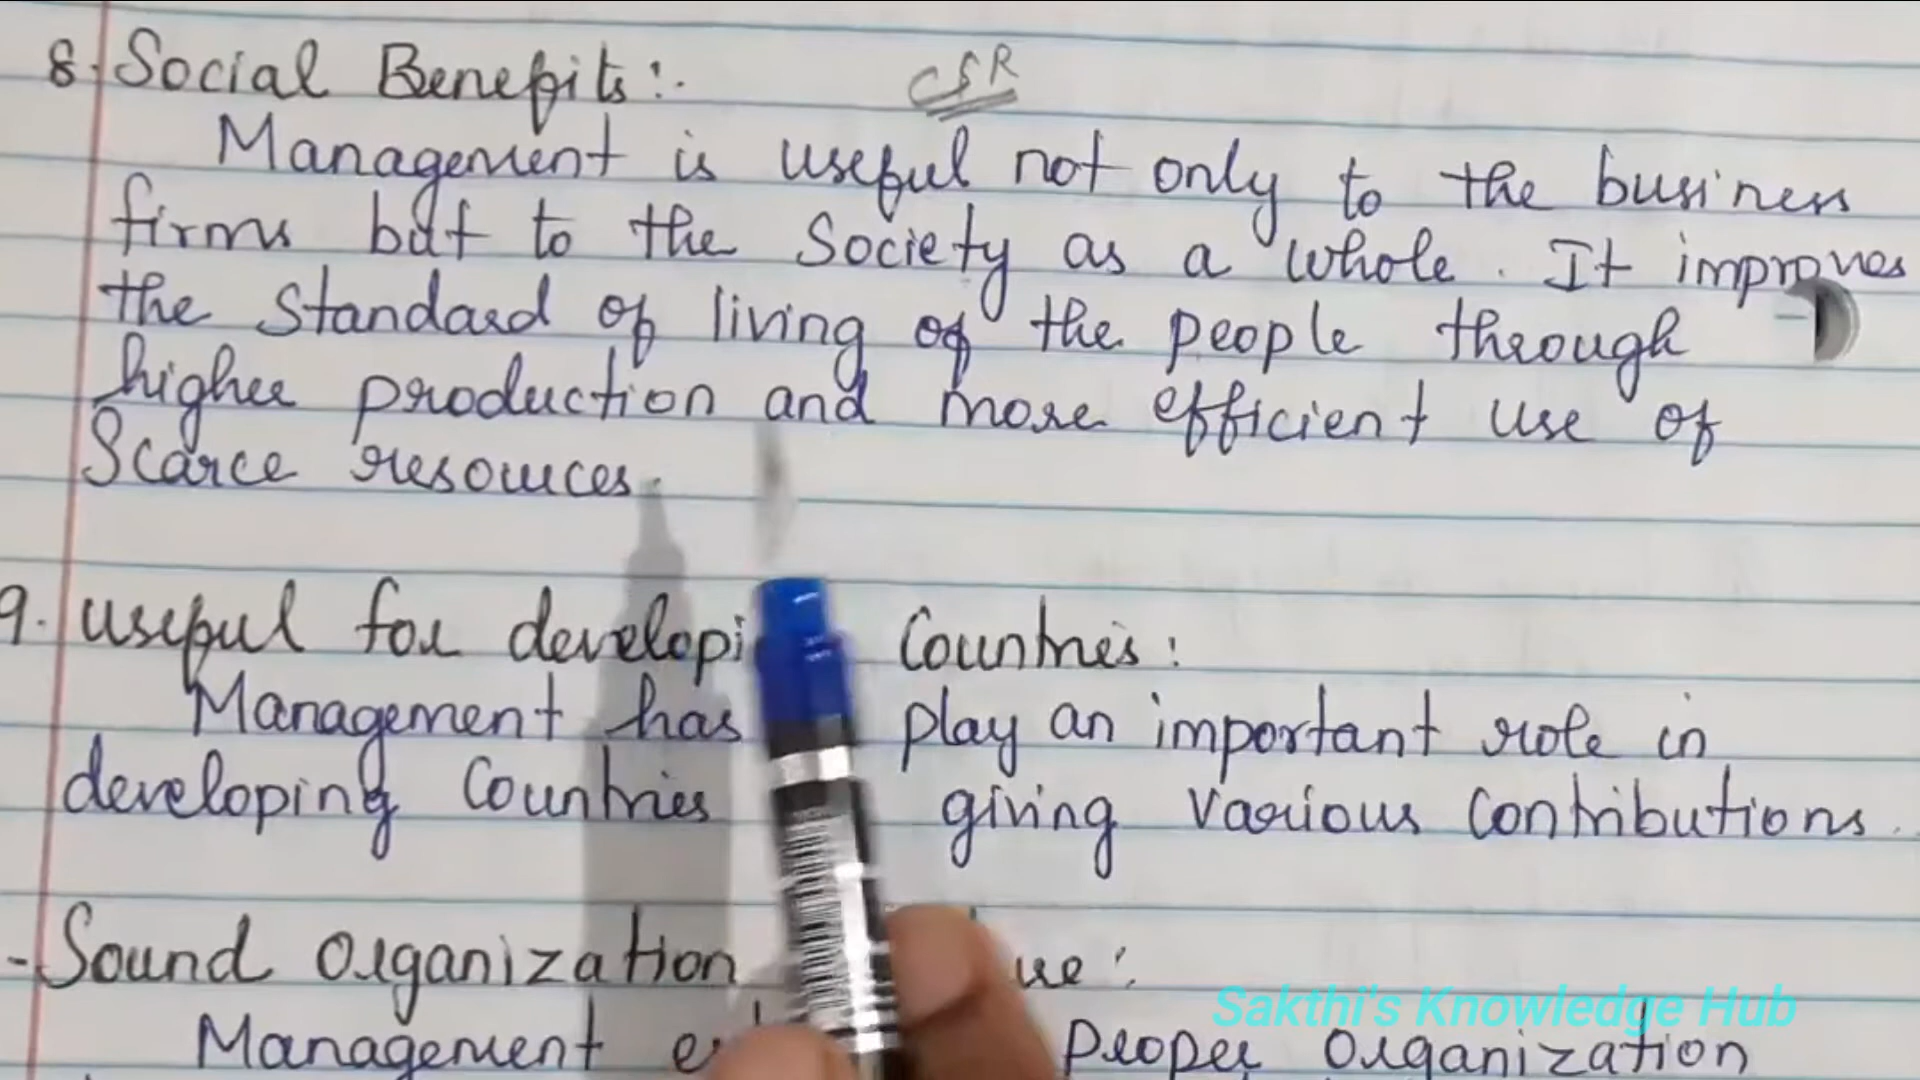 8. Social Benefits:-
CSR
Management is useful not only to the business
firms but to the Society as a whole. It improves
the Standard of living of the people through
higher production and more efficient use of
Scarce resources.
9. Useful for developi Countries:
Management has play an important role in
developing Countries giving various contributions.
- Sound Organization
Management proper organization
Sakthi's Knowledge Hub